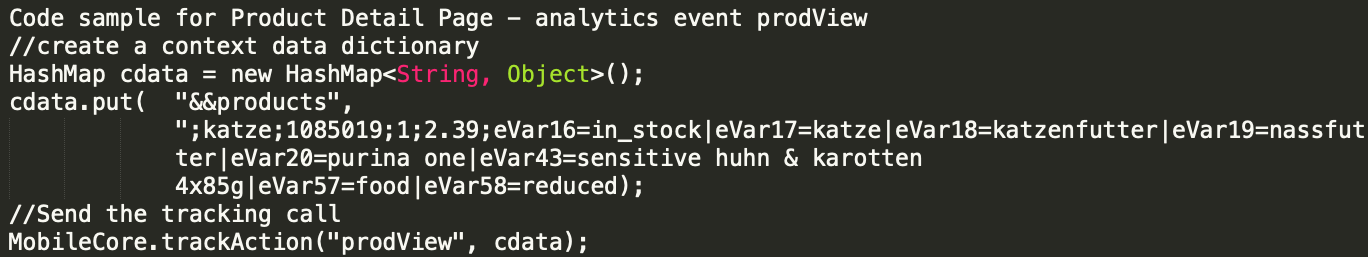 Code sample for Product Detail Page – analytics event prodView
//create a context data dictionary
HashMap cdata = new HashMap<String, Object>();
cdata.put(  "&&products",
";katze;1085019;1;2.39;eVar16=in_stock|eVar17=katze|eVar18=katzenfutter|eVar19=nassfut
ter|eVar20=purina one|eVar43=sensitive huhn & karotten
4x85g|eVar57=food|eVar58=reduced);
//Send the tracking call
MobileCore.trackAction("prodView", cdata);